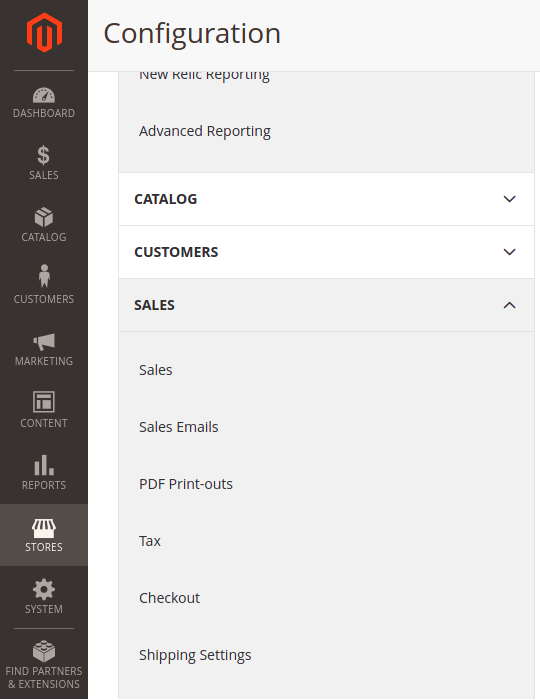 Configuration
DASHBOARD
SALES
CATALOG
CUSTOMERS
MARKETING
CONTENT
REPORTS
STORES
SYSTEM
FIND PARTNERS
& EXTENSIONS
New Relic Reporting
Advanced Reporting
CATALOG
CUSTOMERS
SALES
Sales
Sales Emails
PDF Print-outs
Tax
Checkout
Shipping Settings